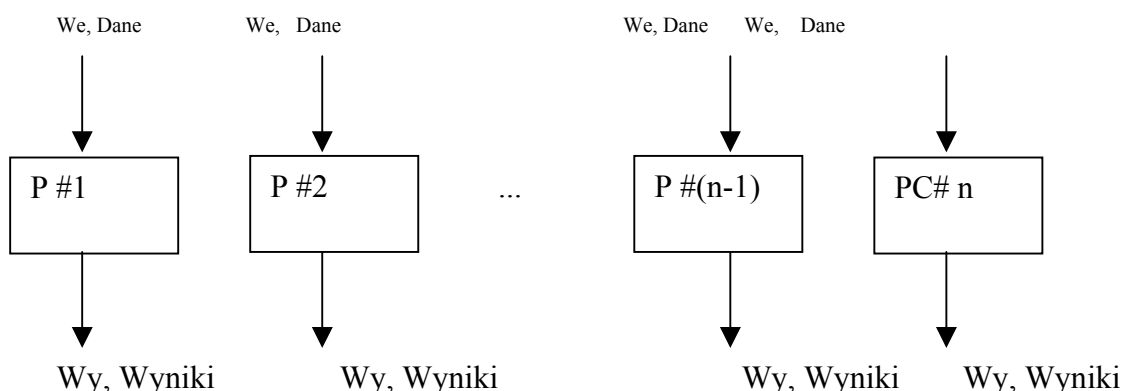 We, Dane We, Dane We, Dane We, Dane
P #1 P #2 ... P #(n-1) PC# n
Wy, Wyniki Wy, Wyniki Wy, Wyniki Wy, Wyniki